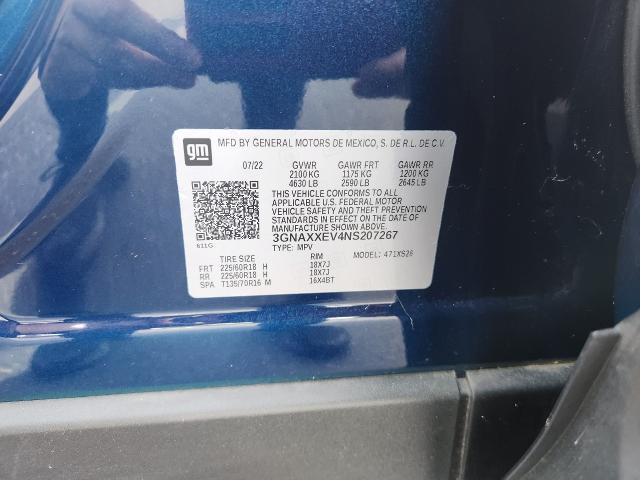 gm
MFD BY GENERAL MOTORS DE MEXICO, S. DE R.L. DE C.V.
07/22 GVWR GAWR FRT GAWR RR
2100 KG 1175 KG 1200 KG
4630 LB 2590 LB 2645 LB
THIS VEHICLE CONFORMS TO ALL
APPLICABLE U.S. FEDERAL MOTOR
VEHICLE SAFETY AND THEFT PREVENTION
STANDARDS IN EFFECT ON THE DATE OF
MANUFACTURE SHOWN ABOVE.
3GNAXXEV4NS207267
611G TYPE: MPV MODEL: 471XS26
TIRE SIZE RIM
FRT 225/60R18 H 18X7J
RR 225/60R18 H 18X7J
SPA T135/70R16 M 16X4BT